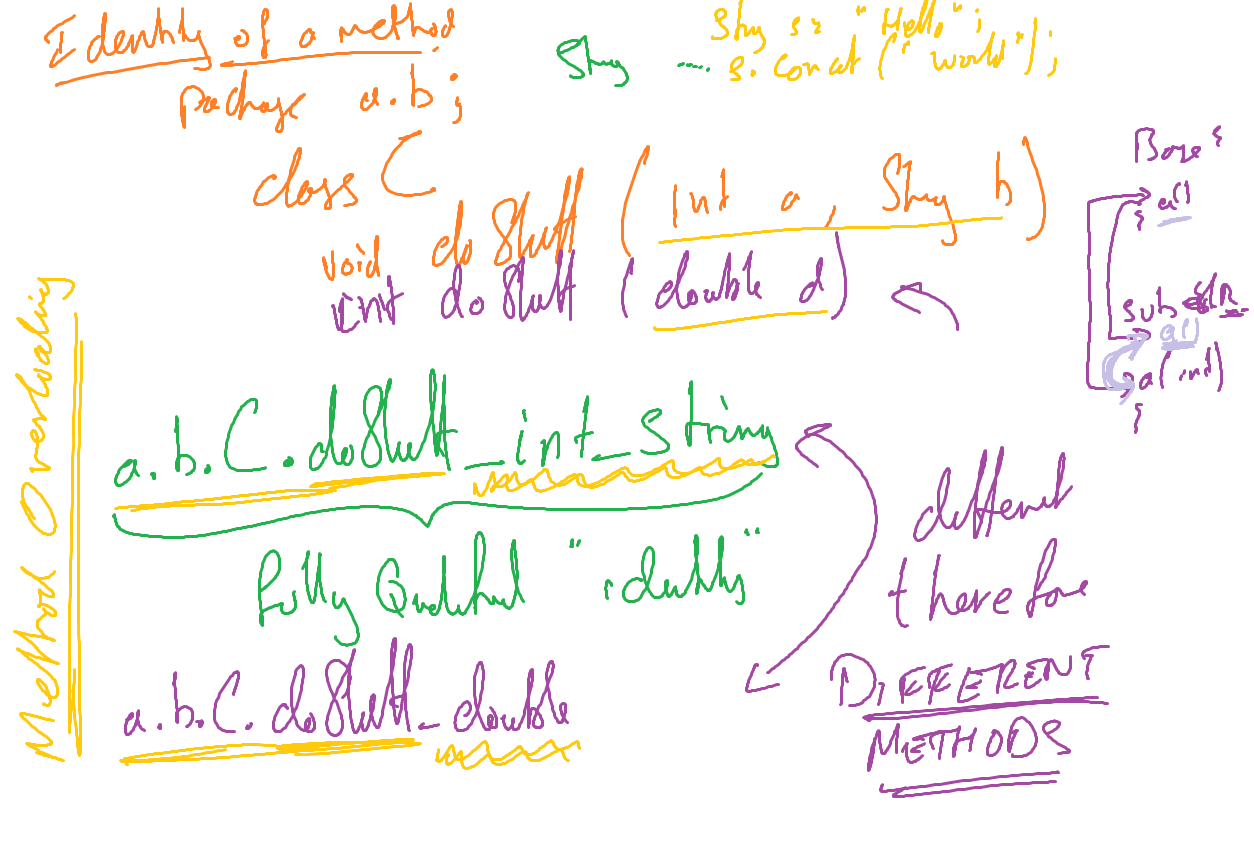 Identity of a method
String s = "Hello";
String .... s.concat(" world");
package a.b;
class C
void doStuff (int a, String b)
int doStuff (double d)
Base {
a()
}
sub
a()
a(int)
}
Method Overloading
a.b.C.doStuff_int_String
fully Qualified "identity"
a.b.C.doStuff_double
different
therefore
DIFFERENT
METHODS